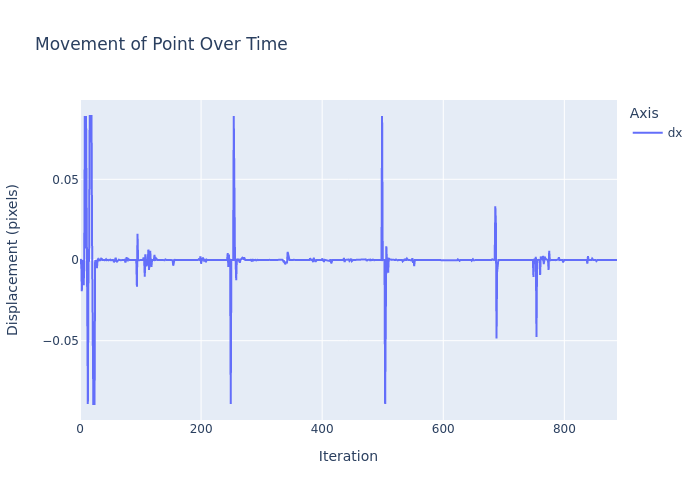 Movement of Point Over Time
Axis
dx
Displacement (pixels)
0.05
0
−0.05
0
200
400
600
800
Iteration